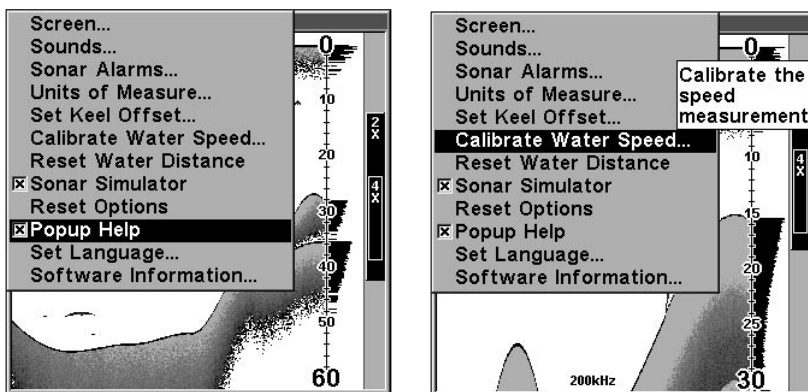 Screen...
Sounds...
Sonar Alarms...
Units of Measure...
Set Keel Offset...
Calibrate Water Speed...
Reset Water Distance
Sonar Simulator
Reset Options
Popup Help
Set Language...
Software Information...
0
10
20
30
40
50
60
2X
4X
Screen...
Sounds...
Sonar Alarms...
Units of Measure...
Set Keel Offset...
Calibrate Water Speed...
Reset Water Distance
Sonar Simulator
Reset Options
Popup Help
Set Language...
Software Information...
Calibrate the
speed
measurement
0
10
15
20
25
30
4X
200kHz